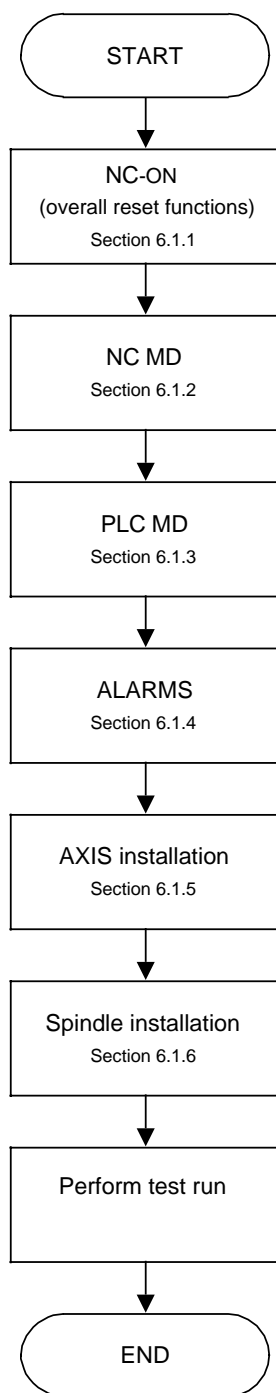 START
NC-ON
(overall reset functions)
Section 6.1.1
NC MD
Section 6.1.2
PLC MD
Section 6.1.3
ALARMS
Section 6.1.4
AXIS installation
Section 6.1.5
Spindle installation
Section 6.1.6
Perform test run
END